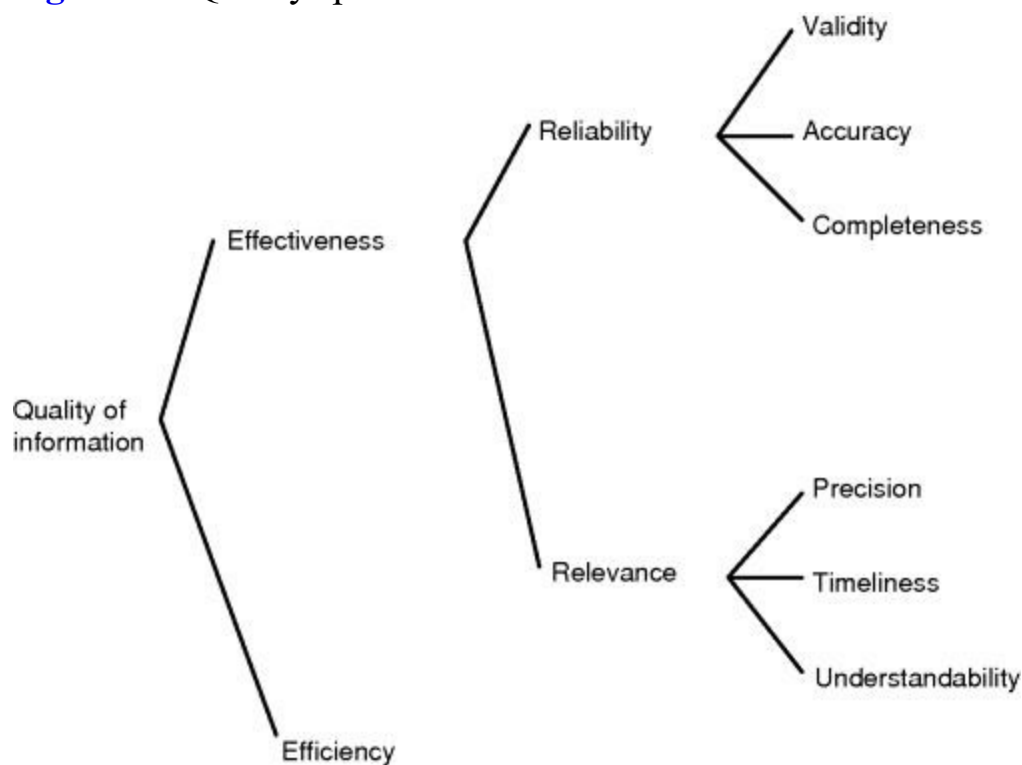 Validity
Reliability
Accuracy
Completeness
Effectiveness
Quality of
information
Precision
Relevance
Timeliness
Understandability
Efficiency